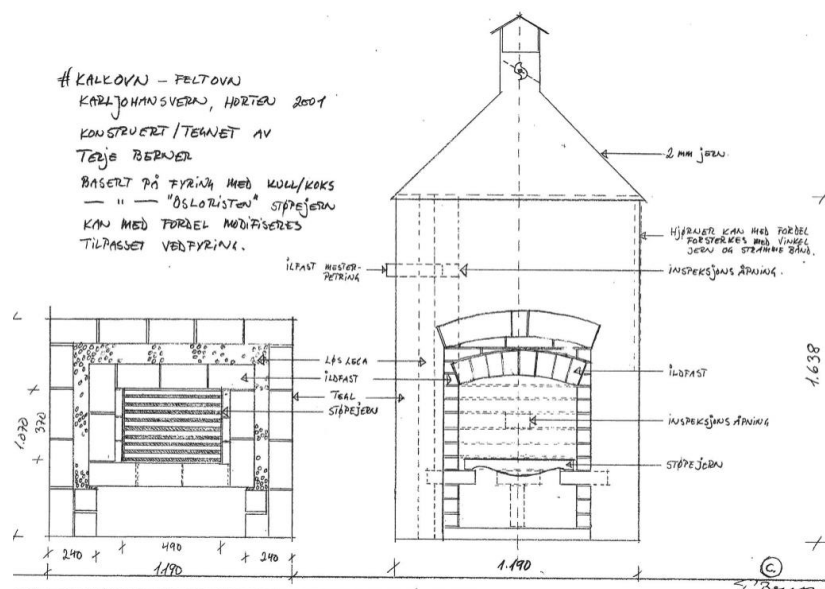 # KALKOVN - FELTOVN
KARLJOHANSVERN, HORTEN 2001
KONSTRUERT/TEGNET AV
TERJE BERNER
BASERT PÅ FYRING MED KULL/KOKS
— " — "OSLORISTEN" STØPEJERN
KAN MED FORDEL MODIFISERES
TILPASSET VEDFYRING.
2 MM JERN.
HJØRNER KAN MED FORDEL
FORSTERKES MED VINKEL
JERN OG STRAMME BÅND.
ILFAST MESTER-
PETRING
INSPEKSJONS ÅPNING.
LØS LECA
ILDFAST
TEGL
STØPEJERN
ILDFAST
INSPEKSJONS ÅPNING
STØPEJERN
1.070
370
1.638
240
490
240
1.190
1.190
C